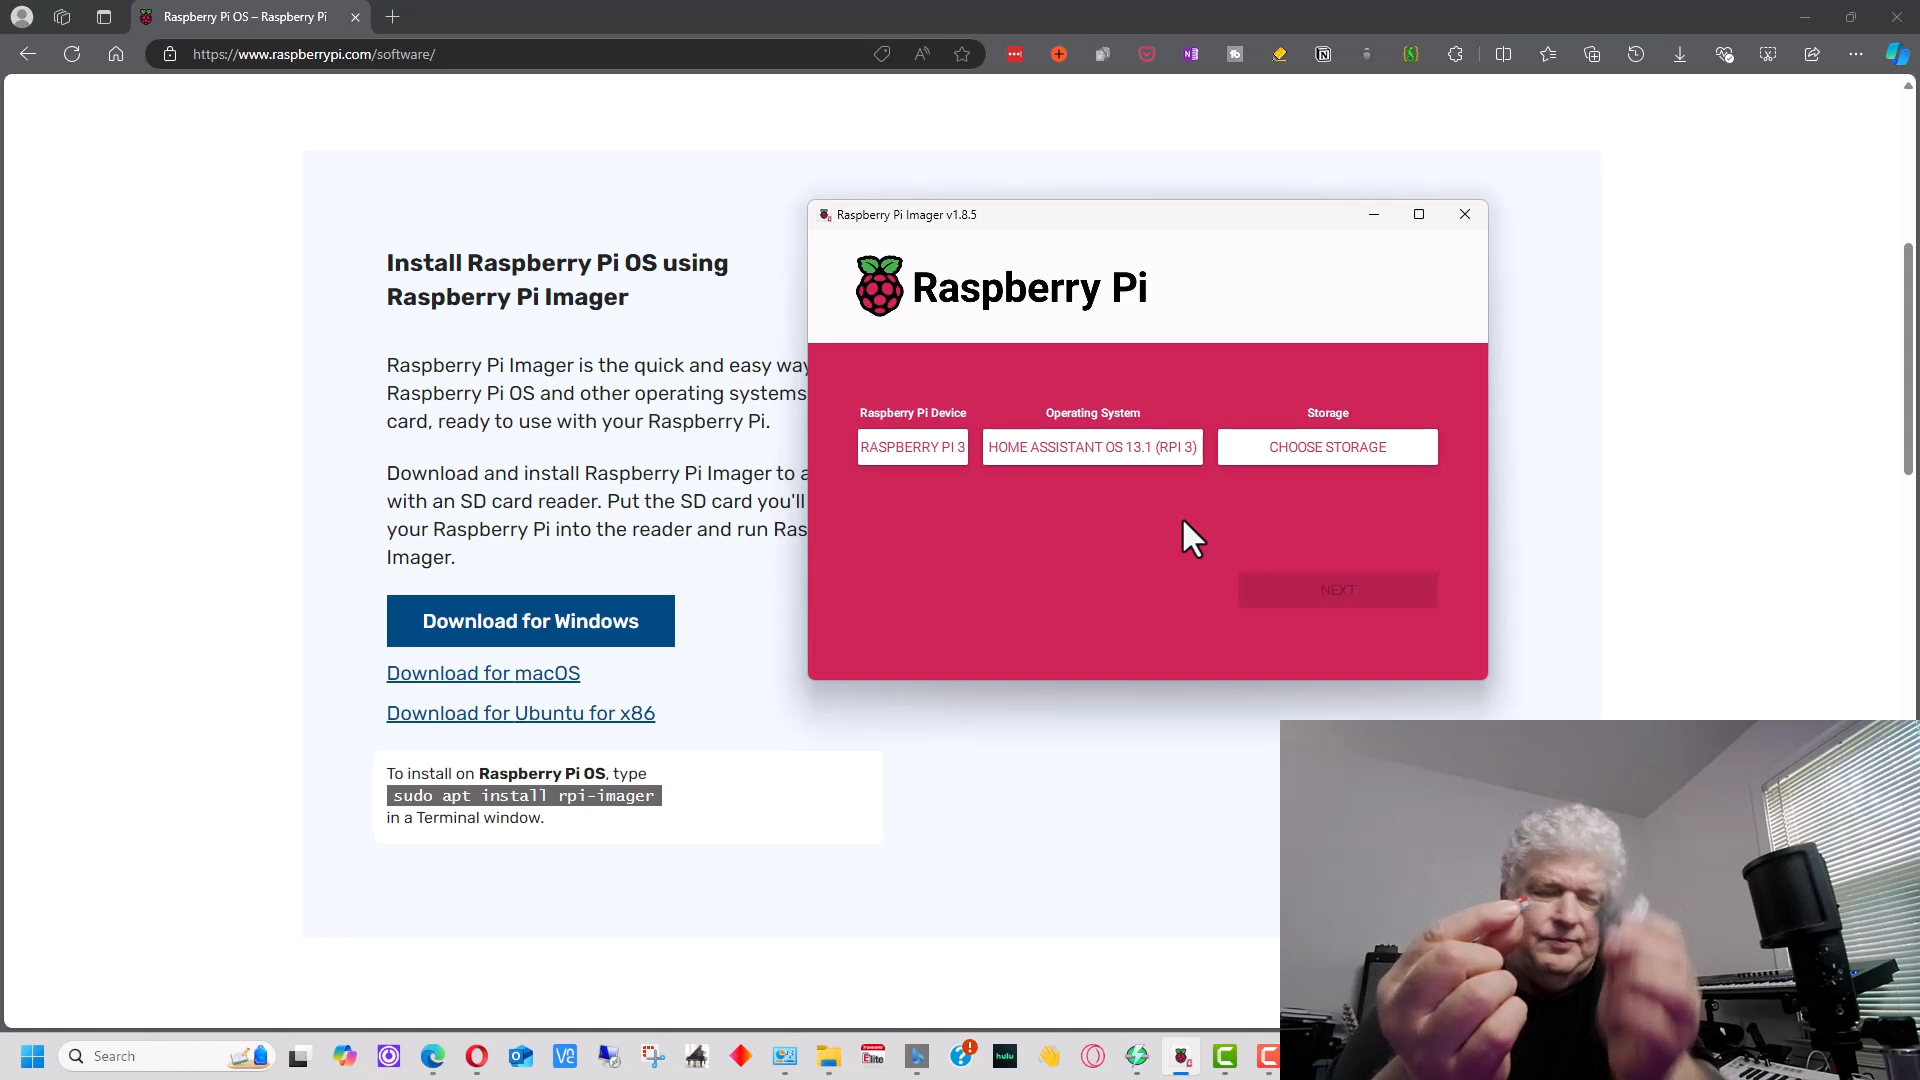 Raspberry Pi OS – Raspberry Pi
https://www.raspberrypi.com/software/
Install Raspberry Pi OS using
Raspberry Pi Imager
Raspberry Pi Imager is the quick and easy way
Raspberry Pi OS and other operating systems
card, ready to use with your Raspberry Pi.
Download and install Raspberry Pi Imager to a
with an SD card reader. Put the SD card you'll
your Raspberry Pi into the reader and run Ras
Imager.
Download for Windows
Download for macOS
Download for Ubuntu for x86
To install on Raspberry Pi OS, type
sudo apt install rpi-imager
in a Terminal window.
Raspberry Pi Imager v1.8.5
Raspberry Pi
Raspberry Pi Device Operating System Storage
RASPBERRY PI 3 HOME ASSISTANT OS 13.1 (RPI 3) CHOOSE STORAGE
NEXT
Search
Elite
hulu